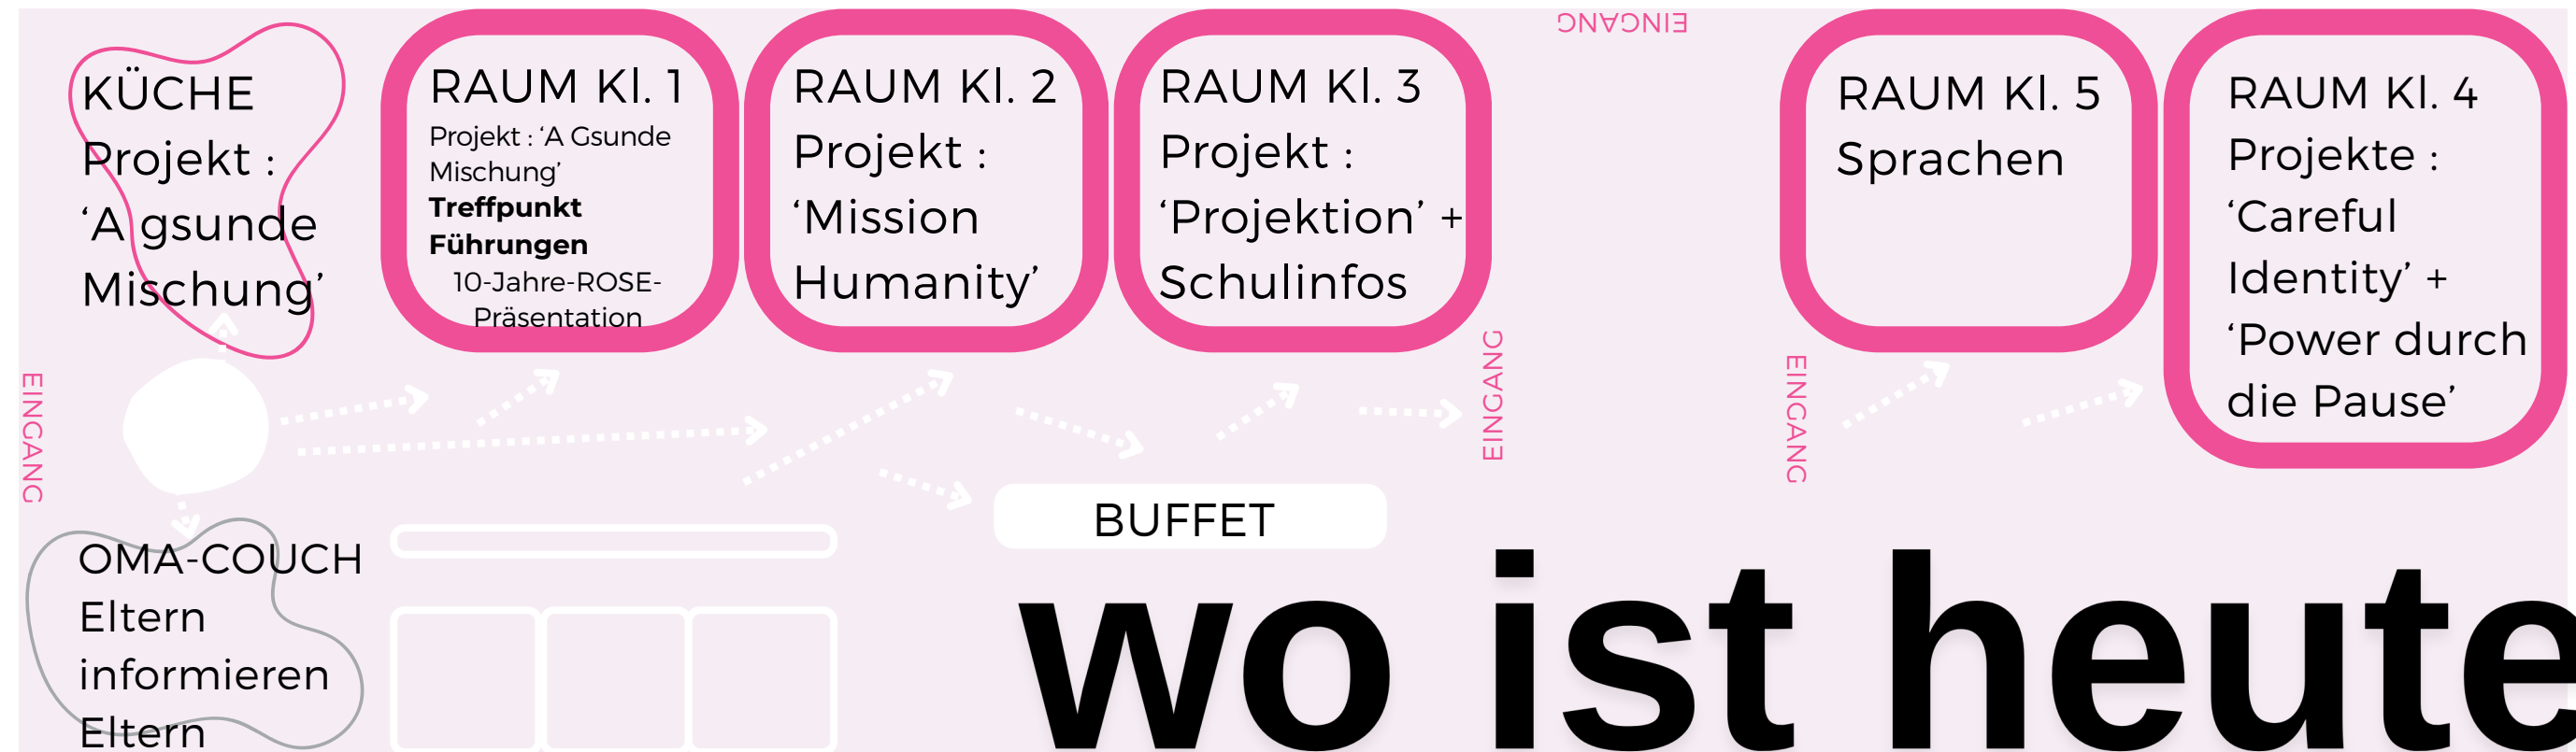 KÜCHE
Projekt :
‘A gsunde
Mischung’
RAUM Kl. 1
Projekt : ‘A Gsunde
Mischung’
Treffpunkt
Führungen
10-Jahre-ROSE-
Präsentation
RAUM Kl. 2
Projekt :
‘Mission
Humanity’
RAUM Kl. 3
Projekt :
‘Projektion’ +
Schulinfos
EINGANG
RAUM Kl. 5
Sprachen
RAUM Kl. 4
Projekte :
‘Careful
Identity’ +
‘Power durch
die Pause’
EINGANG
EINGANG
EINGANG
BUFFET
OMA-COUCH
Eltern
informieren
Eltern
wo ist heute